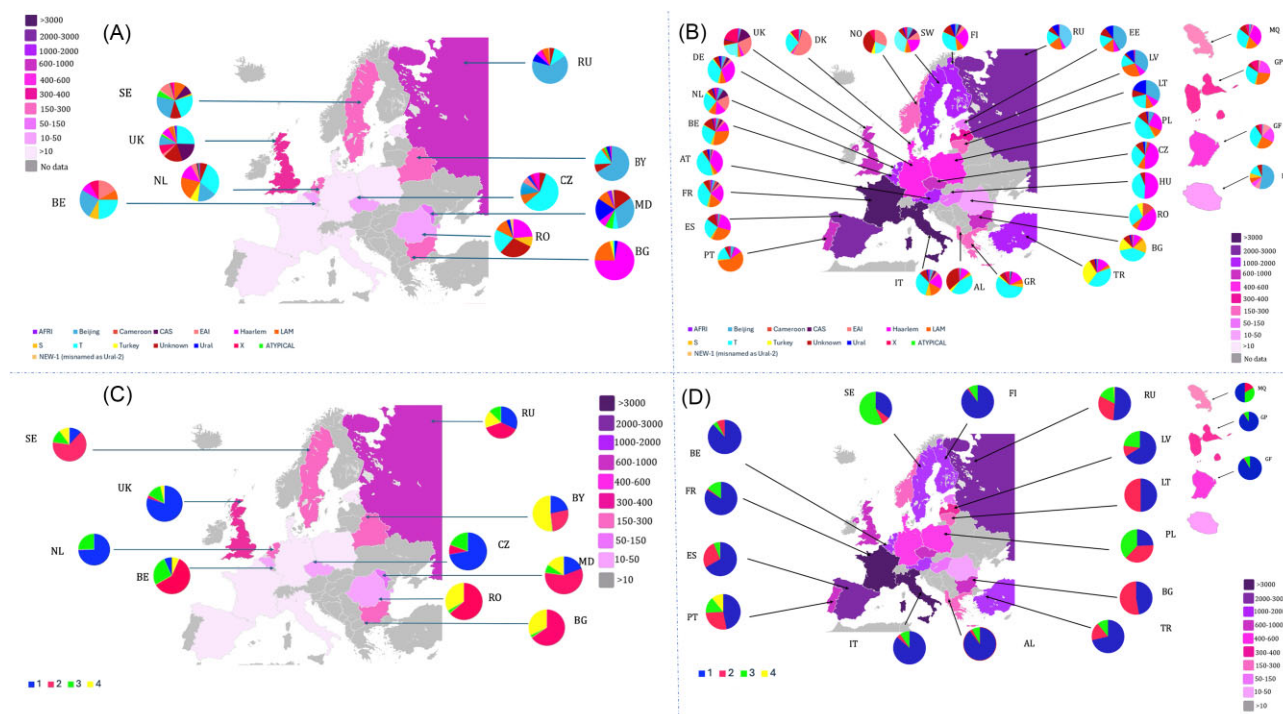 (A)
>3000
2000-3000
1000-2000
600-1000
400-600
300-400
150-300
50-150
10-50
>10
No data
SE
UK
NL
BE
RU
BY
CZ
MD
RO
BG
AFRI Beijing Cameroon CAS EAI Haarlem LAM
S T Turkey Unknown Ural X ATYPICAL
NEW-1 (misnamed as Ural-2)
(B)
UK
DK
NO
SW
FI
RU
EE
DE
LV
NL
LT
BE
PL
AT
CZ
FR
HU
ES
RO
PT
BG
IT
AL
GR
TR
MQ
GP
GF
>3000
2000-3000
1000-2000
600-1000
400-600
300-400
150-300
50-150
10-50
>10
No data
AFRI Beijing Cameroon CAS EAI Haarlem LAM
S T Turkey Unknown Ural X ATYPICAL
NEW-1 (misnamed as Ural-2)
(C)
SE
UK
NL
BE
RU
BY
CZ
MD
RO
BG
>3000
2000-3000
1000-2000
600-1000
400-600
300-400
150-300
50-150
10-50
>10
1 2 3 4
(D)
SE
FI
RU
BE
LV
FR
LT
ES
PL
PT
BG
IT
AL
TR
MQ
GP
GF
>3000
2000-3000
1000-200
600-1000
400-600
300-400
150-300
50-150
10-50
>10
1 2 3 4